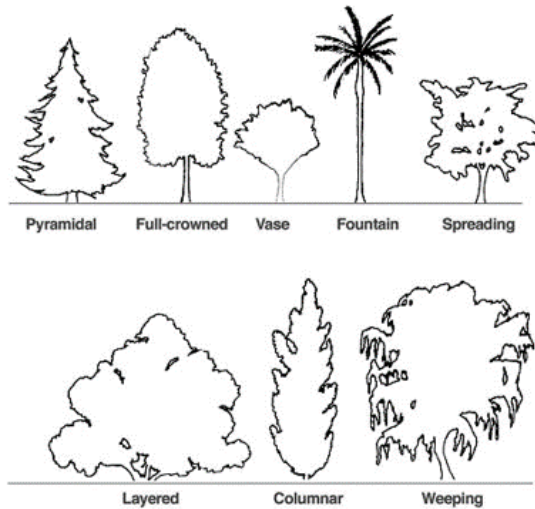 Pyramidal Full-crowned Vase Fountain Spreading
Layered Columnar Weeping